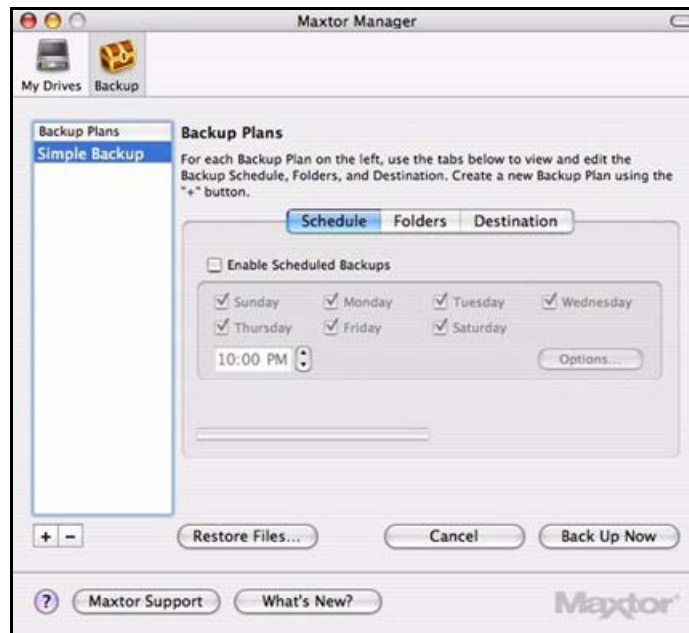 Maxtor Manager
My Drives Backup
Backup Plans
Simple Backup
Backup Plans
For each Backup Plan on the left, use the tabs below to view and edit the
Backup Schedule, Folders, and Destination. Create a new Backup Plan using the
"+" button.
Schedule Folders Destination
Enable Scheduled Backups
Sunday Monday Tuesday Wednesday
Thursday Friday Saturday
10:00 PM Options...
+ −
Restore Files... Cancel Back Up Now
? Maxtor Support What's New? Maxtor